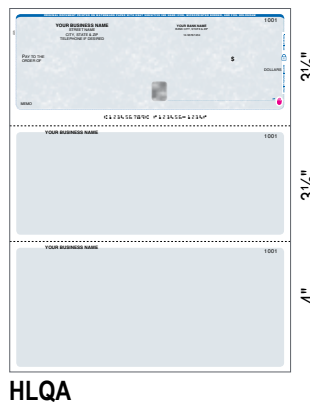 1001
YOUR BUSINESS NAME
STREET NAME
CITY, STATE & ZIP
TELEPHONE IF DESIRED
YOUR BANK NAME
PAY TO THE
ORDER OF
$
DOLLARS
MEMO
YOUR BUSINESS NAME
1001
YOUR BUSINESS NAME
1001
3½"
3½"
4"
HLQA